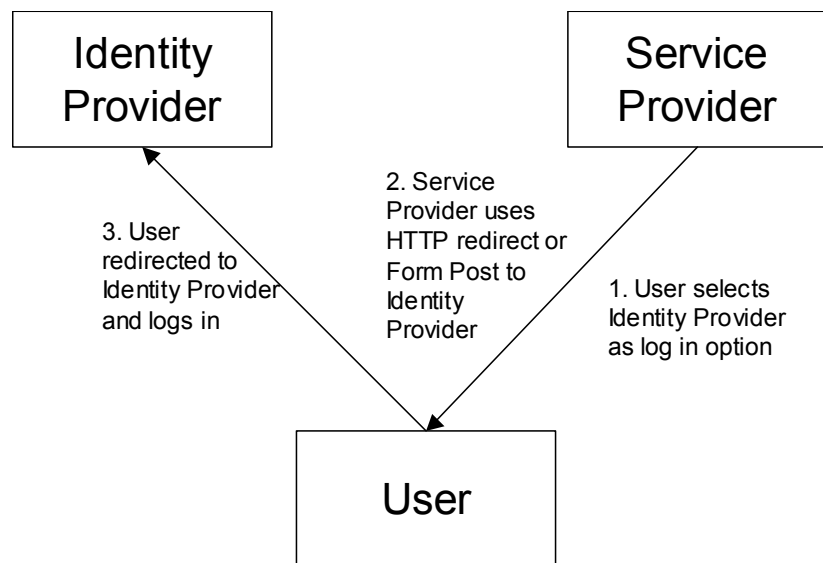 Identity
Provider
Service
Provider
2. Service
Provider uses
HTTP redirect or
Form Post to
Identity
Provider
3. User
redirected to
Identity Provider
and logs in
1. User selects
Identity Provider
as log in option
User